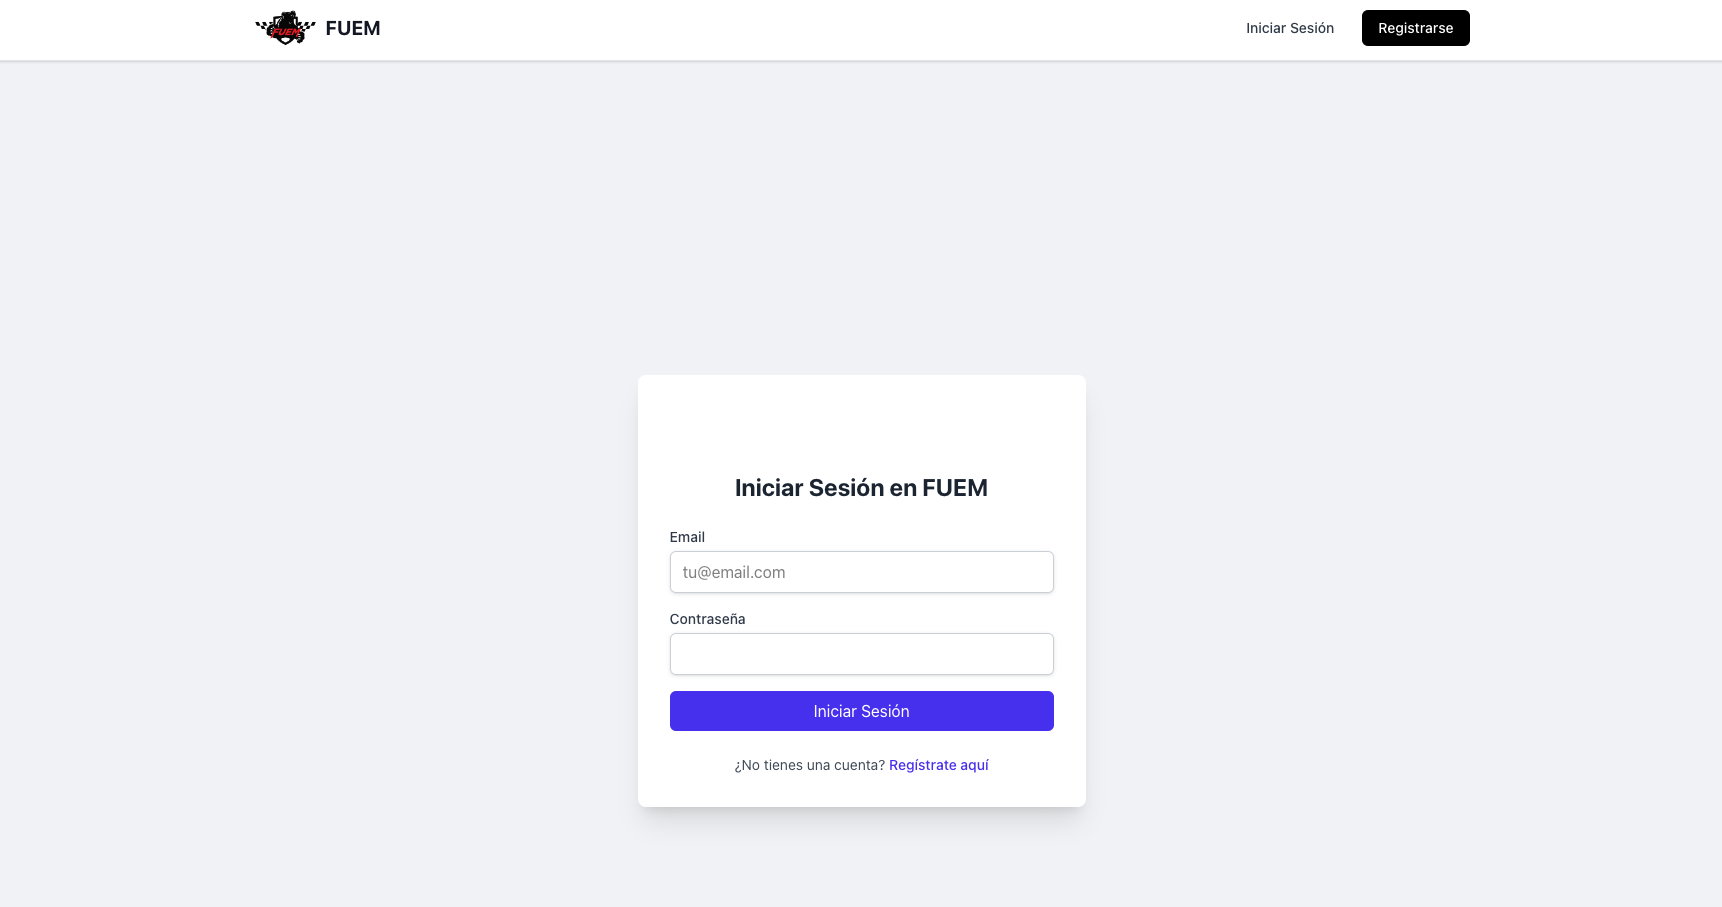 FUEM
FUEM
Iniciar Sesión
Registrarse
Iniciar Sesión en FUEM
Email
tu@email.com
Contraseña
Iniciar Sesión
¿No tienes una cuenta? Regístrate aquí